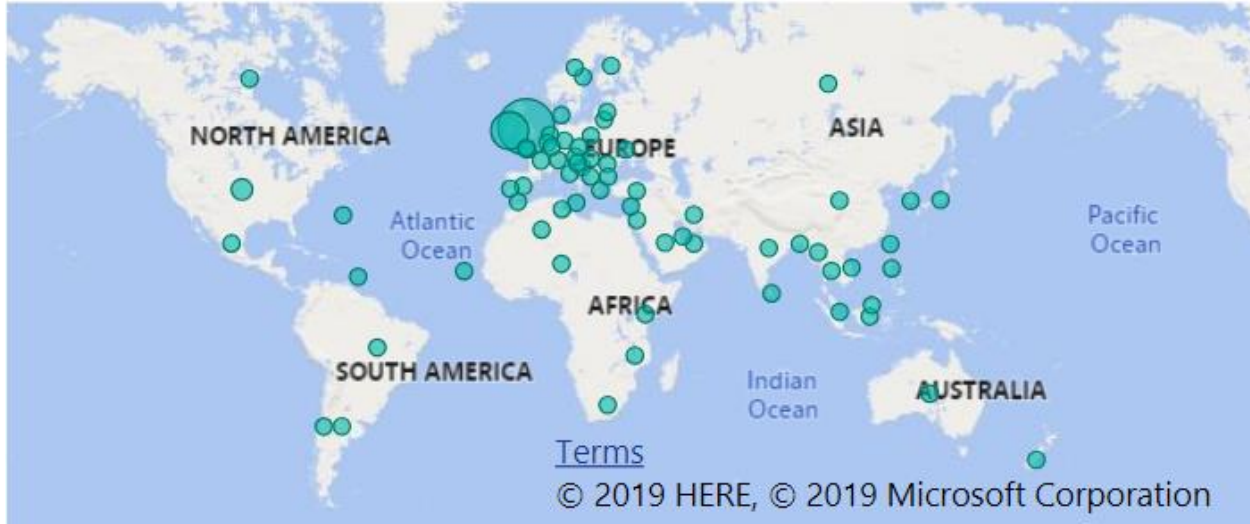 NORTH AMERICA
EUROPE
ASIA
Atlantic
Ocean
Pacific
Ocean
AFRICA
SOUTH AMERICA
Indian
Ocean
AUSTRALIA
Terms
© 2019 HERE, © 2019 Microsoft Corporation